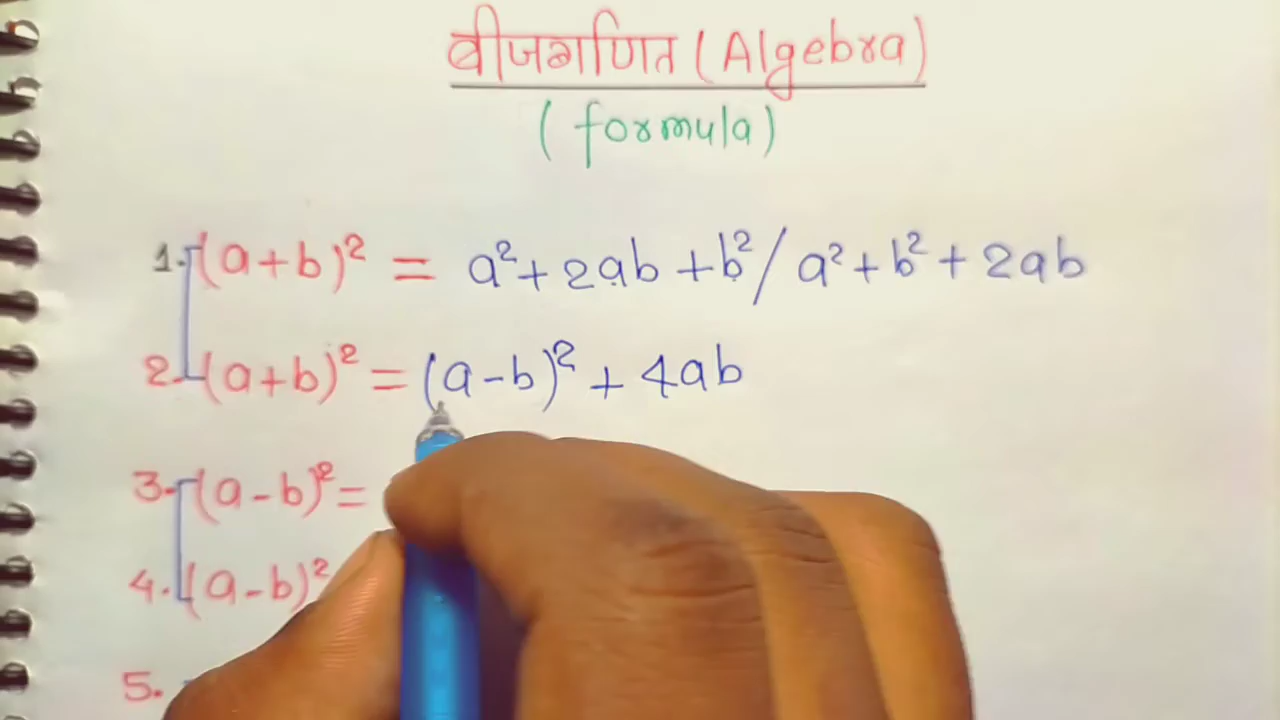 बीजगणित (Algebra)
(formula)
1. (a+b)² = a²+2ab+b²/a²+b²+2ab
2. (a+b)² = (a-b)²+4ab
3. (a-b)² =
4. (a-b)²
5.